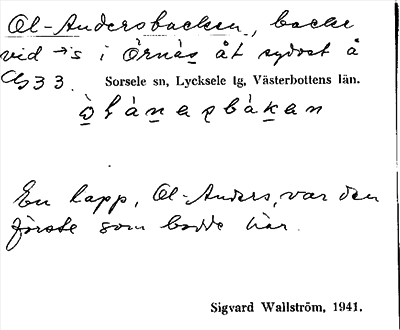 Ol-Andersbacken, backe
vid →s i Örnäs åt sydost å
33. Sorsele sn, Lycksele lg, Västerbottens län.
En lapp, Ol-Anders, var den
förste som bodde här.
Sigvard Wallström, 1941.